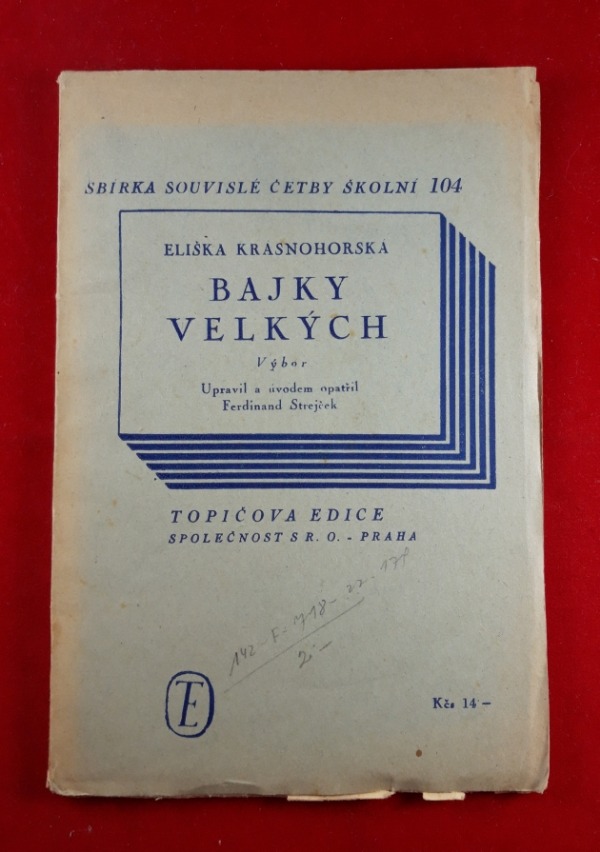 SBÍRKA SOUVISLÉ ČETBY ŠKOLNÍ 104
ELIŠKA KRÁSNOHORSKÁ
BAJKY
VELKÝCH
Výbor
Upravil a úvodem opatřil
Ferdinand Strejček
TOPIČOVA EDICE
SPOLEČNOST S R. O. - PRAHA
2·-
TE
Kčs 14 -